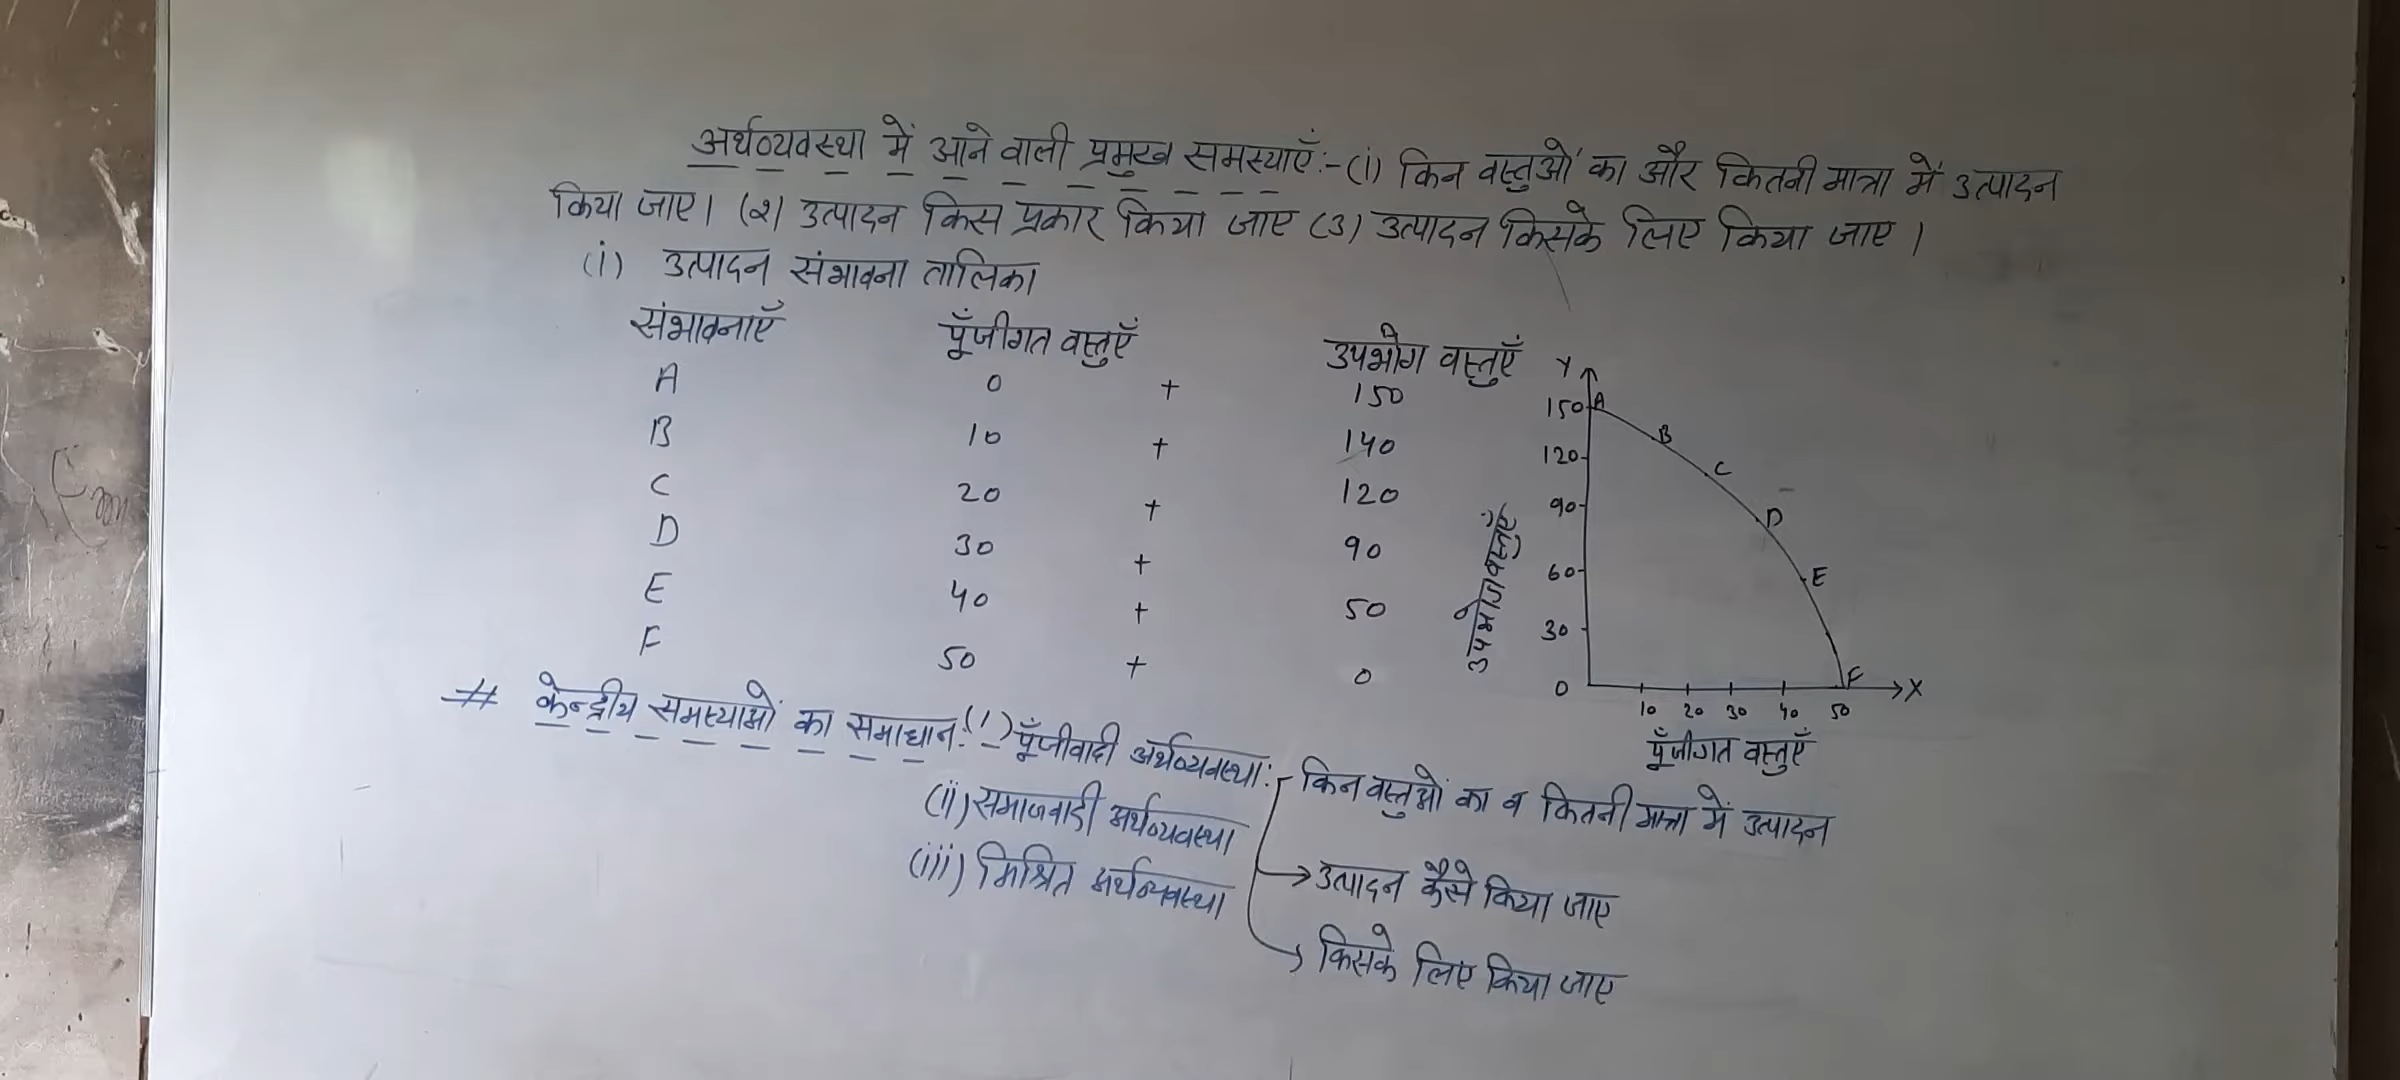 अर्थव्यवस्था में आने वाली प्रमुख समस्याएँ:- (i) किन वस्तुओं का और कितनी मात्रा में उत्पादन
किया जाए। (२) उत्पादन किस प्रकार किया जाए (3) उत्पादन किसके लिए किया जाए।
(i) उत्पादन संभावना तालिका
संभावनाएँ पूँजीगत वस्तुएँ उपभोग वस्तुएँ
A 0 + 150
B 10 + 140
C 20 + 120
D 30 + 90
E 40 + 50
F 50 + 0
Y
150 A
B
120 C
90 D
60 E
30
0 F X
10 20 30 40 50
उपभोग वस्तुएँ
पूँजीगत वस्तुएँ
# केन्द्रीय समस्याओं का समाधान:- (i) पूँजीवादी अर्थव्यवस्था:- किन वस्तुओं का व कितनी मात्रा में उत्पादन
(ii) समाजवादी अर्थव्यवस्था
→ उत्पादन कैसे किया जाए
(iii) मिश्रित अर्थव्यवस्था
→ किसके लिए किया जाए